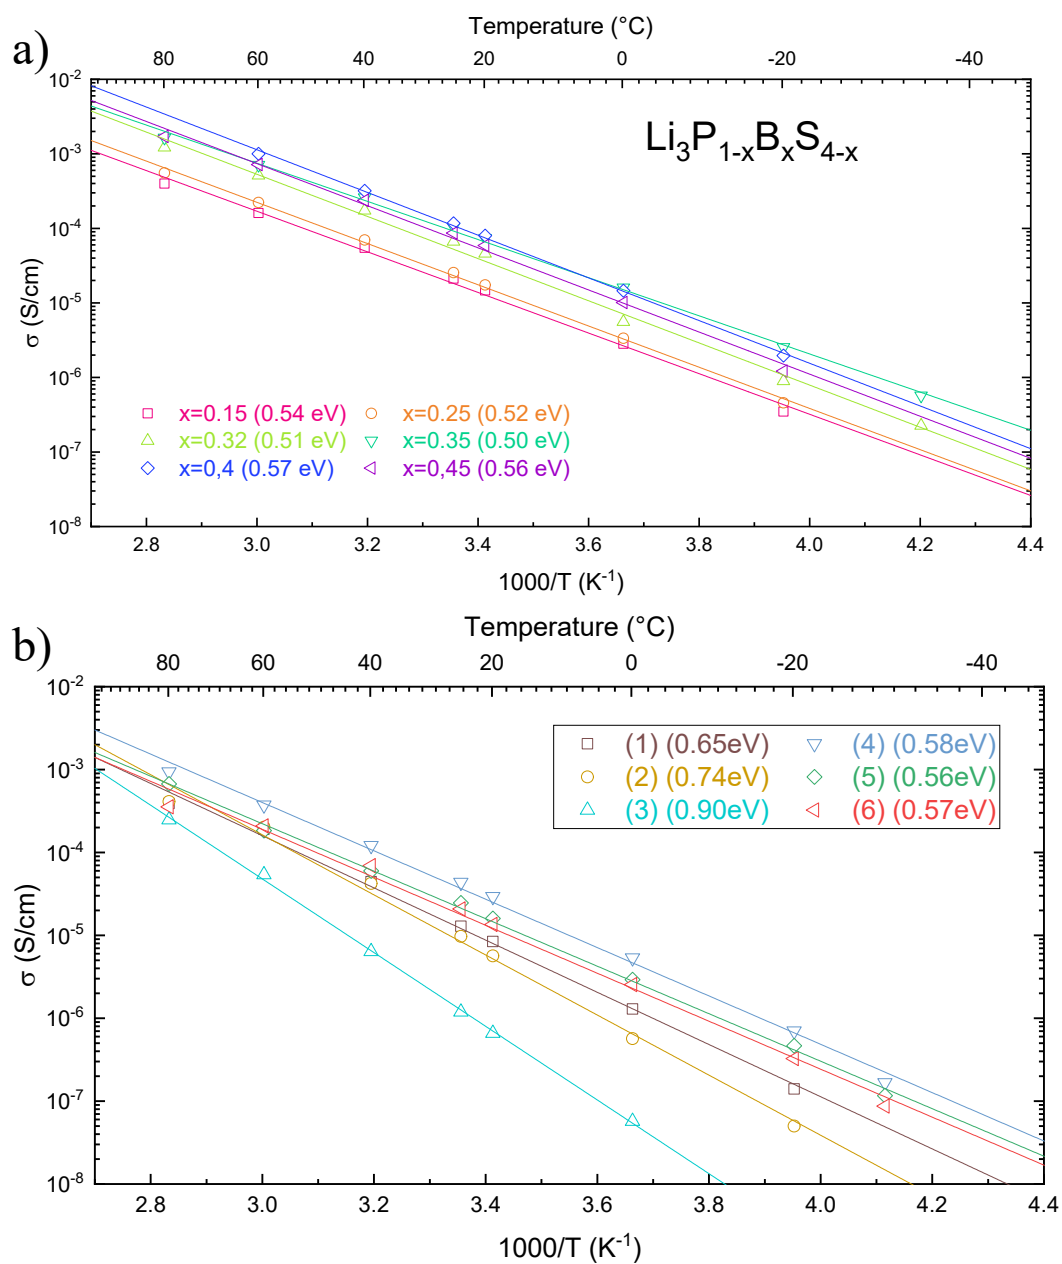 a)
Temperature (°C)
80 60 40 20 0 -20 -40
10⁻²
10⁻³
10⁻⁴
10⁻⁵
10⁻⁶
10⁻⁷
10⁻⁸
σ (S/cm)
Li₃P₁₋ₓBₓS₄₋ₓ
x=0.15 (0.54 eV) x=0.25 (0.52 eV)
x=0.32 (0.51 eV) x=0.35 (0.50 eV)
x=0,4 (0.57 eV) x=0,45 (0.56 eV)
2.8 3.0 3.2 3.4 3.6 3.8 4.0 4.2 4.4
1000/T (K⁻¹)
b)
Temperature (°C)
80 60 40 20 0 -20 -40
10⁻²
10⁻³
10⁻⁴
10⁻⁵
10⁻⁶
10⁻⁷
10⁻⁸
σ (S/cm)
(1) (0.65eV) (4) (0.58eV)
(2) (0.74eV) (5) (0.56eV)
(3) (0.90eV) (6) (0.57eV)
2.8 3.0 3.2 3.4 3.6 3.8 4.0 4.2 4.4
1000/T (K⁻¹)